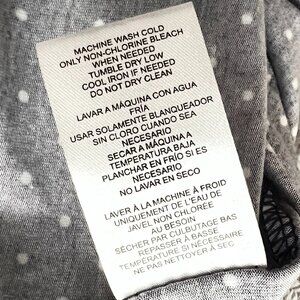 MACHINE WASH COLD
ONLY NON-CHLORINE BLEACH
WHEN NEEDED
TUMBLE DRY LOW
COOL IRON IF NEEDED
DO NOT DRY CLEAN
LAVAR A MÁQUINA CON AGUA
FRÍA
USAR SOLAMENTE BLANQUEADOR
SIN CLORO CUANDO SEA
NECESARIO
SECAR A MÁQUINA A
TEMPERATURA BAJA
PLANCHAR EN FRÍO SI ES
NECESARIO
NO LAVAR EN SECO
LAVER À LA MACHINE À FROID
UNIQUEMENT DE L'EAU DE
JAVEL NON CHLORÉE
AU BESOIN
SÉCHER PAR CULBUTAGE BAS
REPASSER À BASSE
TEMPÉRATURE SI NÉCESSAIRE
NE PAS NETTOYER À SEC